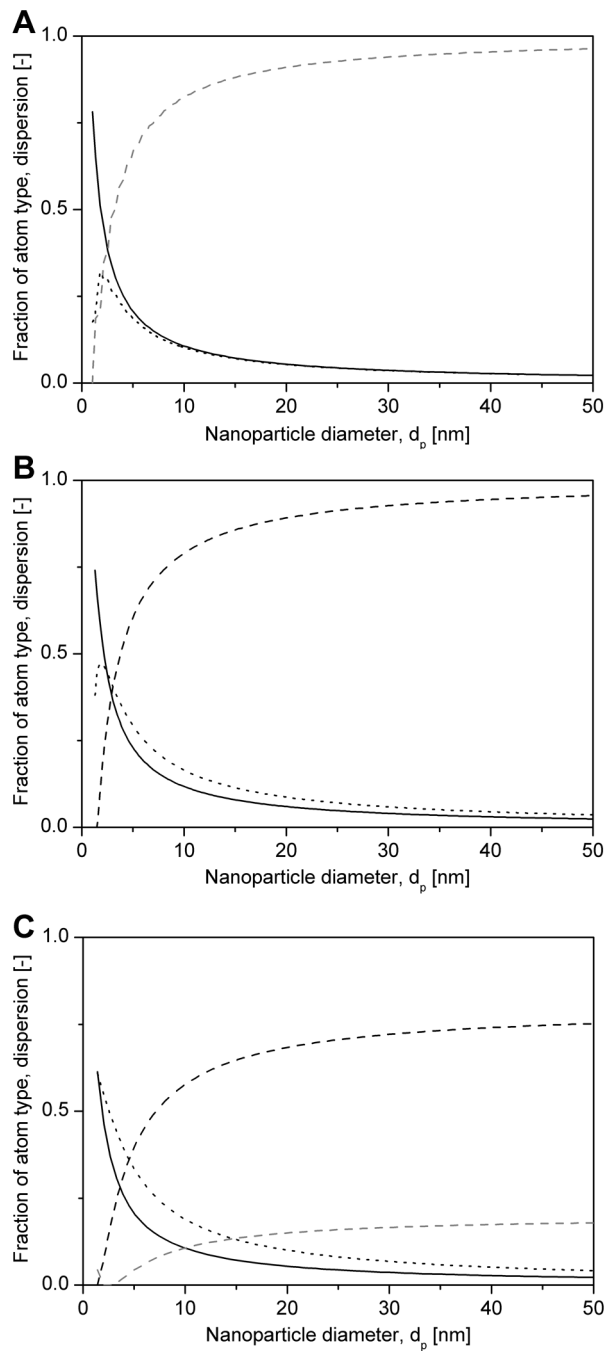 A
Fraction of atom type, dispersion [-]
1.0
0.5
0.0
0 10 20 30 40 50
Nanoparticle diameter, dp [nm]
B
Fraction of atom type, dispersion [-]
1.0
0.5
0.0
0 10 20 30 40 50
Nanoparticle diameter, dp [nm]
C
Fraction of atom type, dispersion [-]
1.0
0.5
0.0
0 10 20 30 40 50
Nanoparticle diameter, dp [nm]